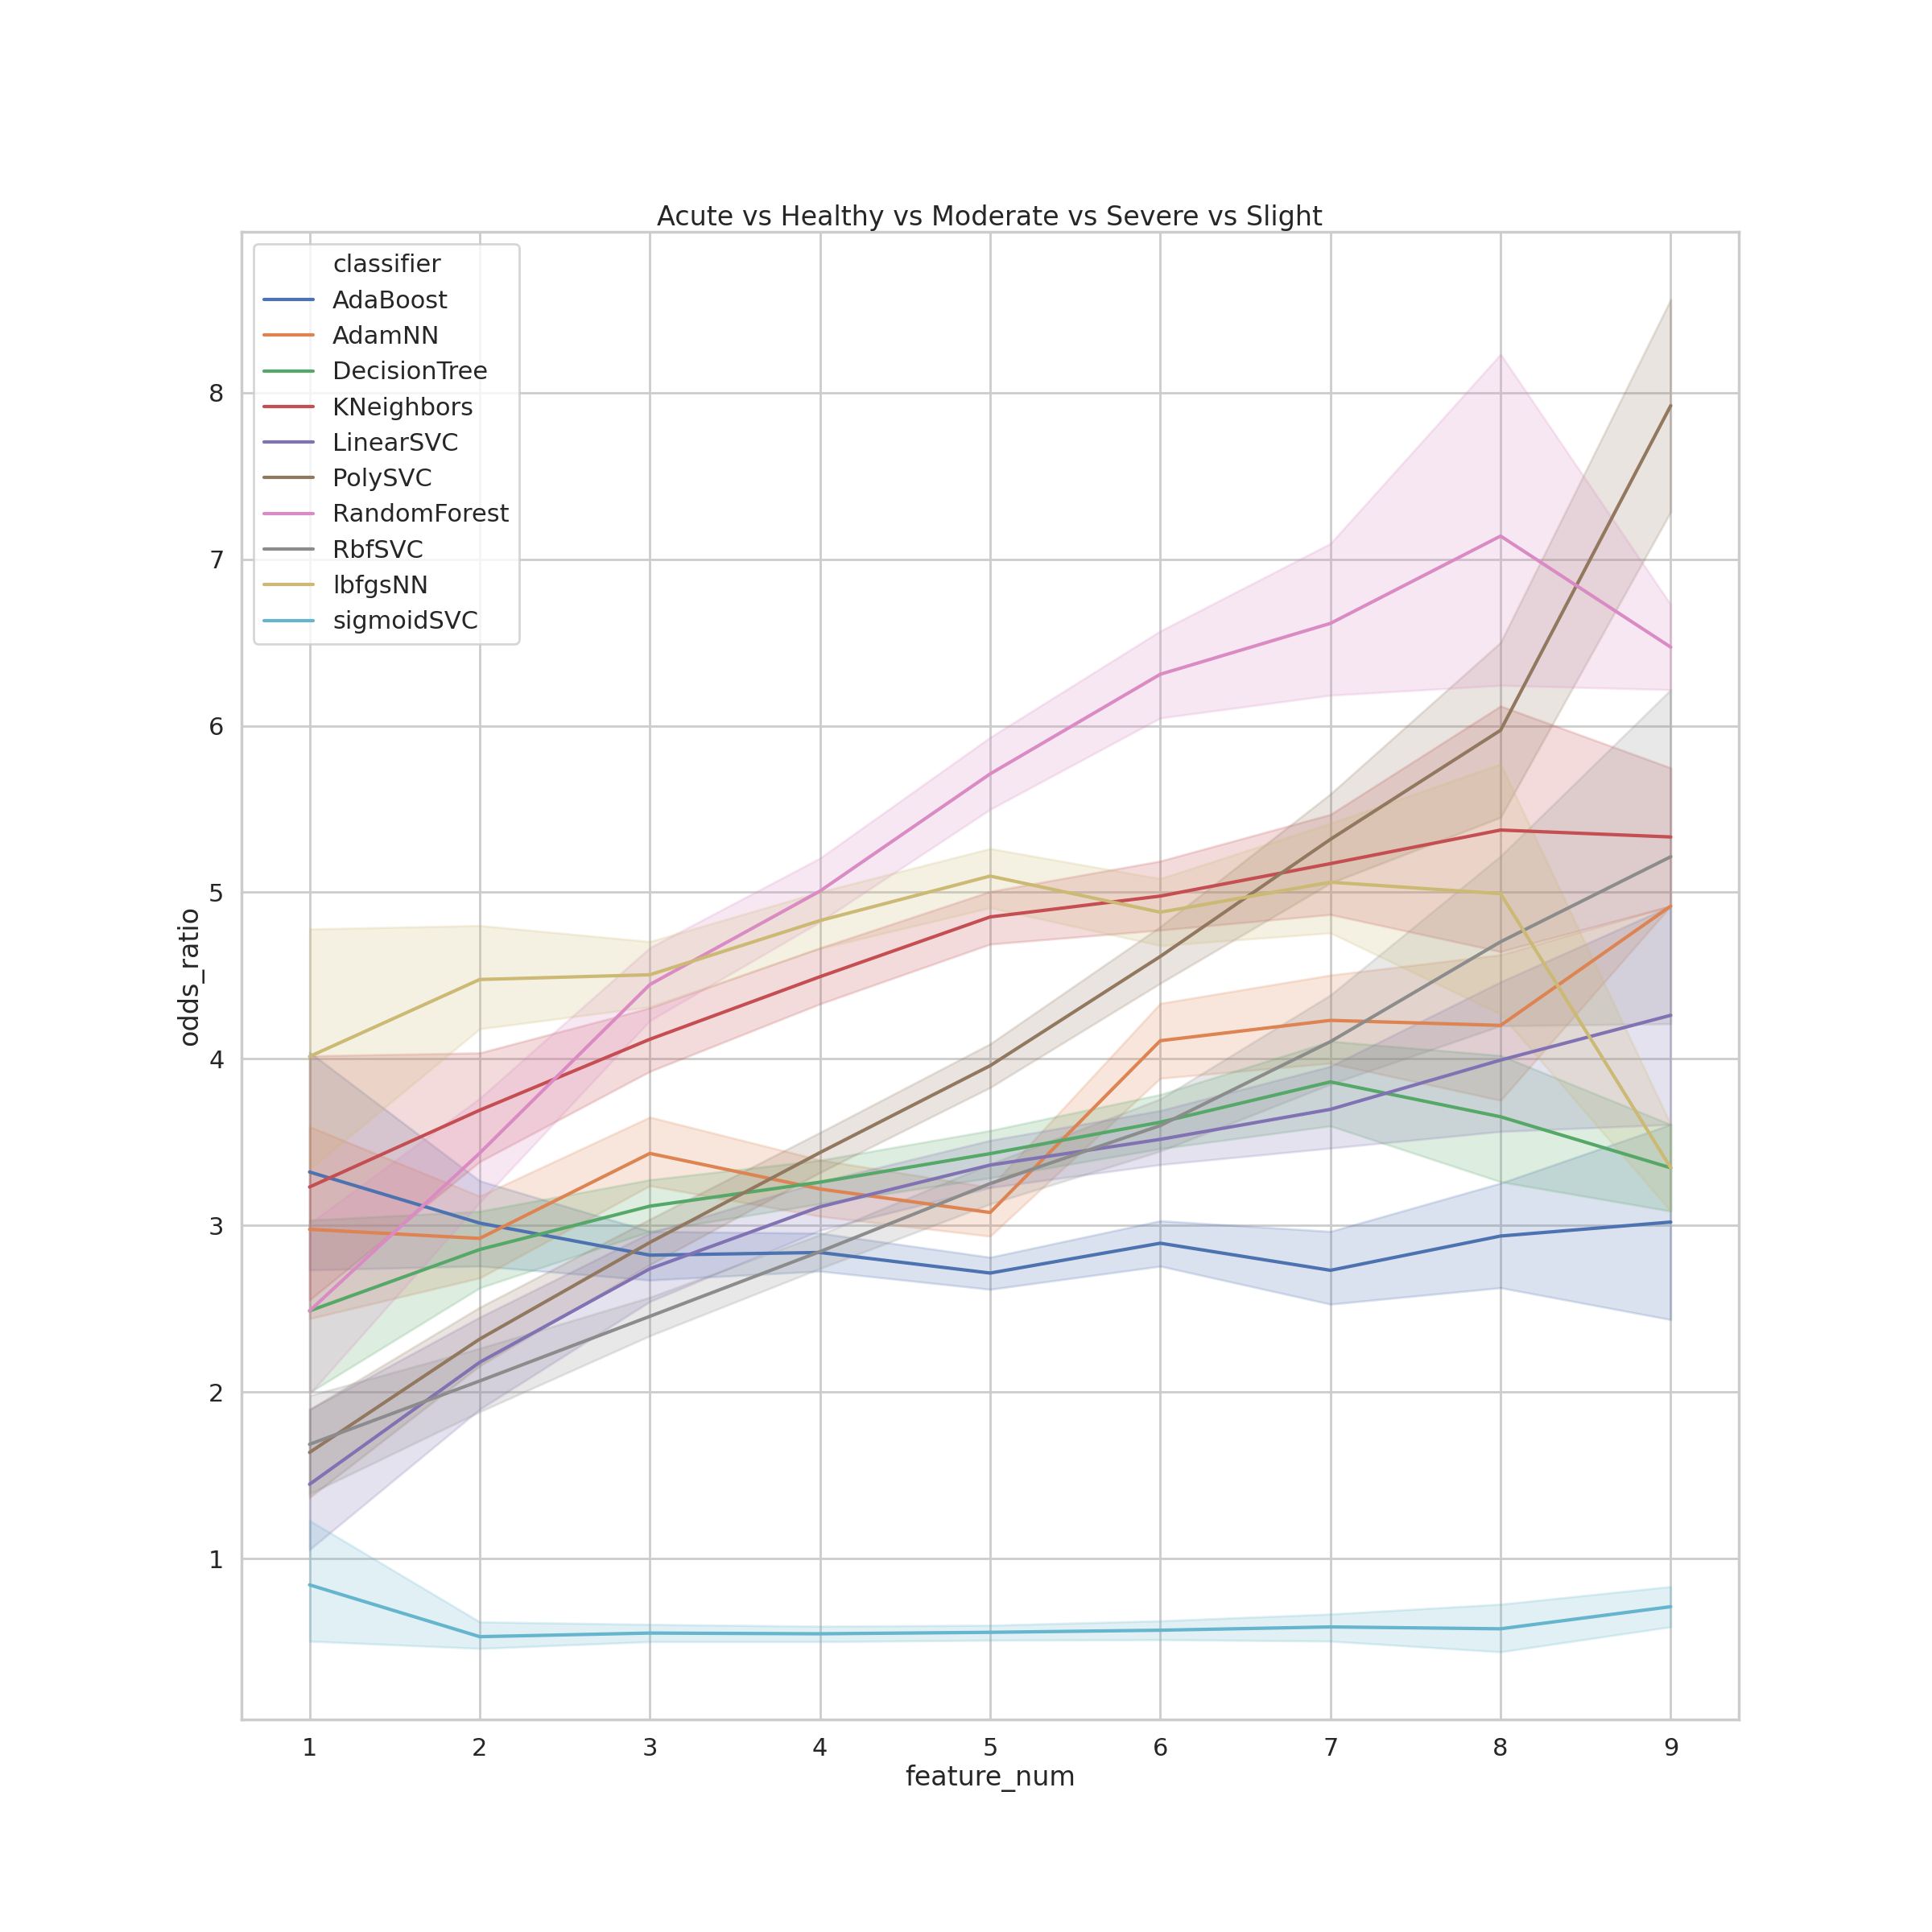 Acute vs Healthy vs Moderate vs Severe vs Slight
classifier
AdaBoost
AdamNN
DecisionTree
KNeighbors
LinearSVC
PolySVC
RandomForest
RbfSVC
lbfgsNN
sigmoidSVC
odds_ratio
8
7
6
5
4
3
2
1
1 2 3 4 5 6 7 8 9
feature_num